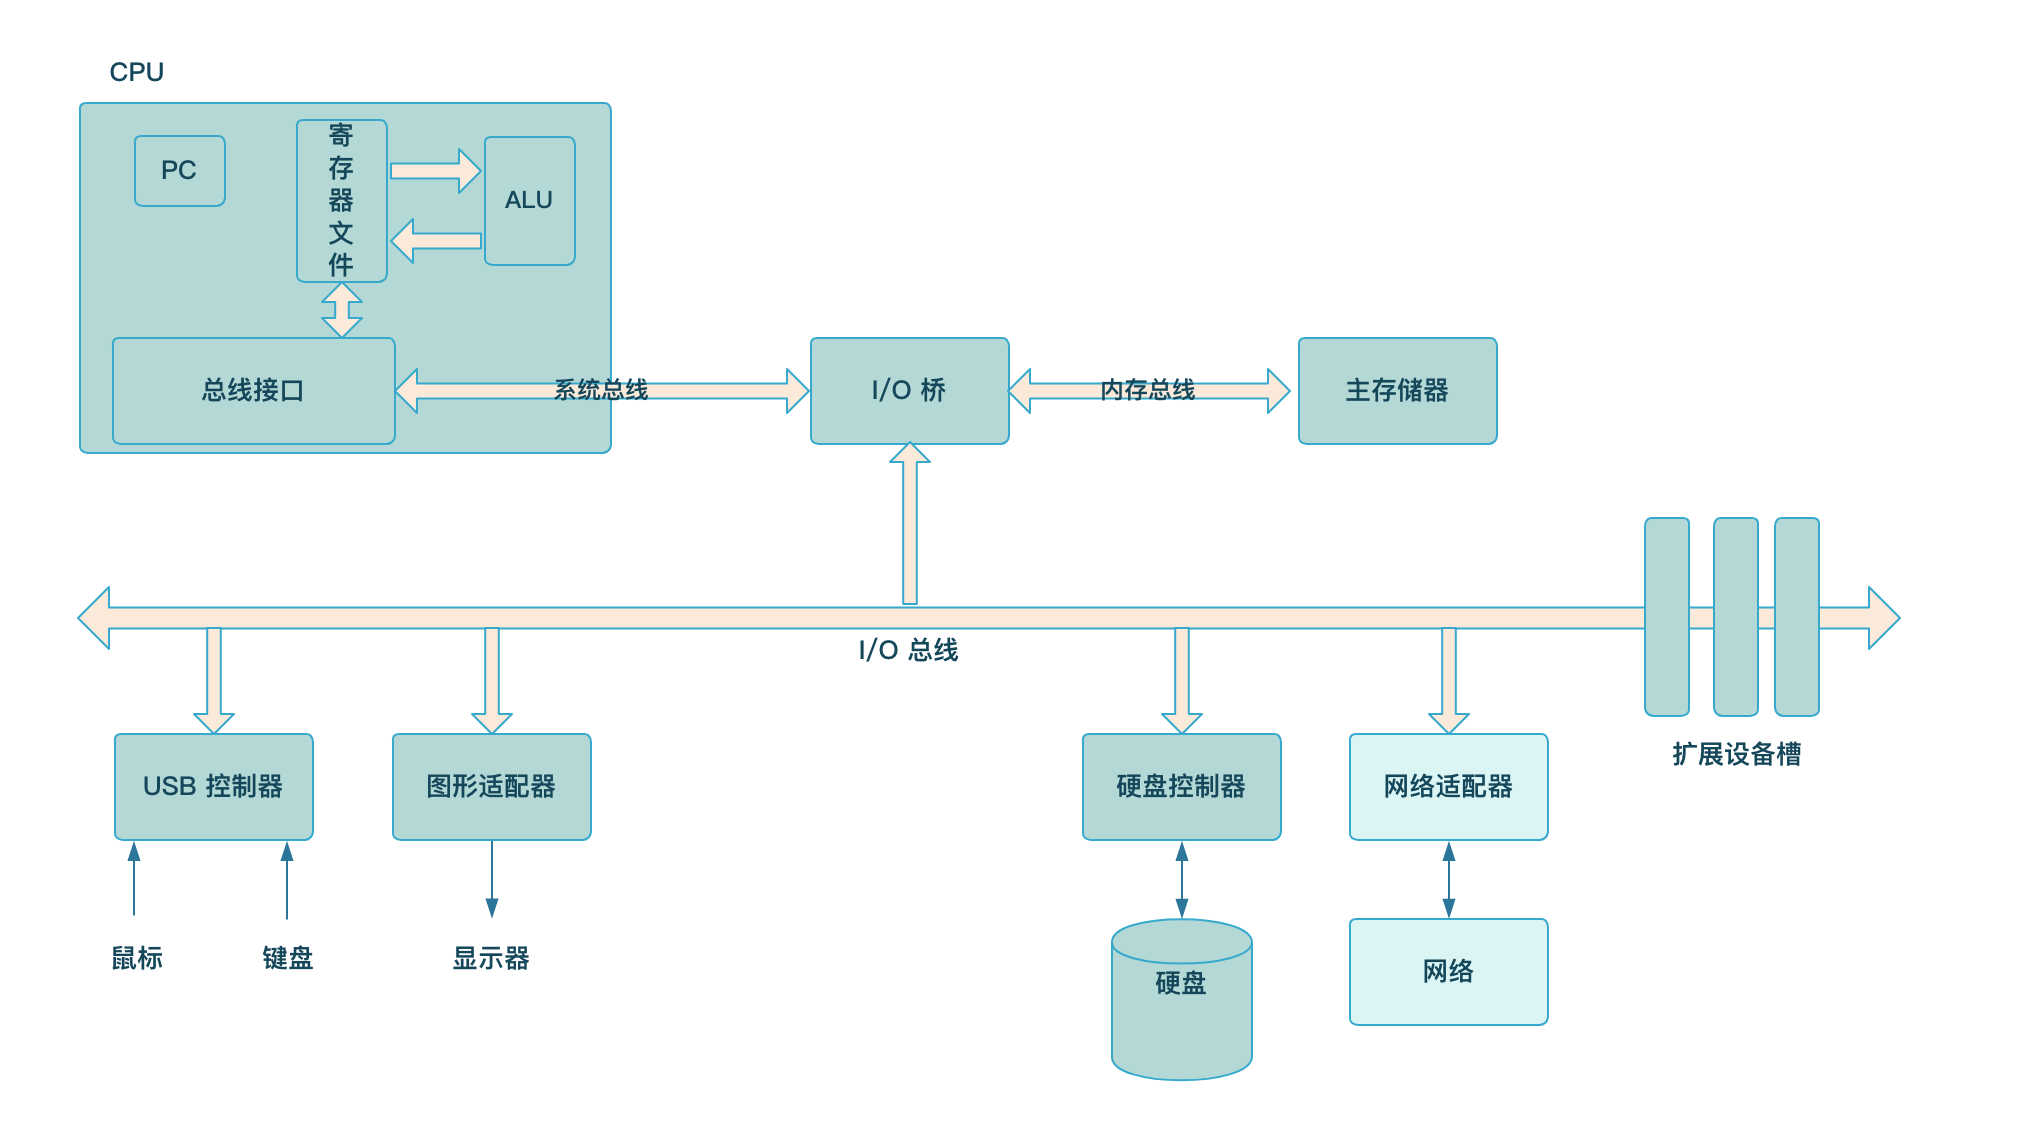 CPU
PC
寄存器文件
ALU
总线接口
系统总线
I/O 桥
内存总线
主存储器
I/O 总线
扩展设备槽
USB 控制器
图形适配器
硬盘控制器
网络适配器
鼠标
键盘
显示器
硬盘
网络